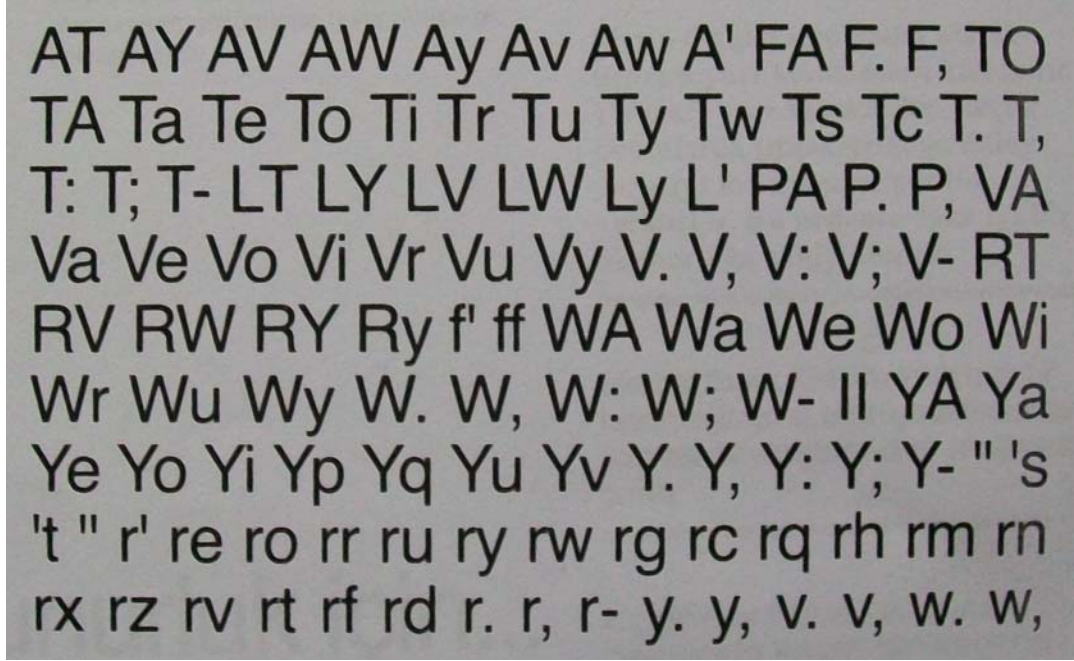 AT AY AV AW Ay Av Aw A' FA F. F, TO
TA Ta Te To Ti Tr Tu Ty Tw Ts Tc T. T,
T: T; T- LT LY LV LW Ly L' PA P. P, VA
Va Ve Vo Vi Vr Vu Vy V. V, V: V; V- RT
RV RW RY Ry f' ff WA Wa We Wo Wi
Wr Wu Wy W. W, W: W; W- II YA Ya
Ye Yo Yi Yp Yq Yu Yv Y. Y, Y: Y; Y- " 's
't " r' re ro rr ru ry rw rg rc rq rh rm rn
rx rz rv rt rf rd r. r, r- y. y, v. v, w. w,